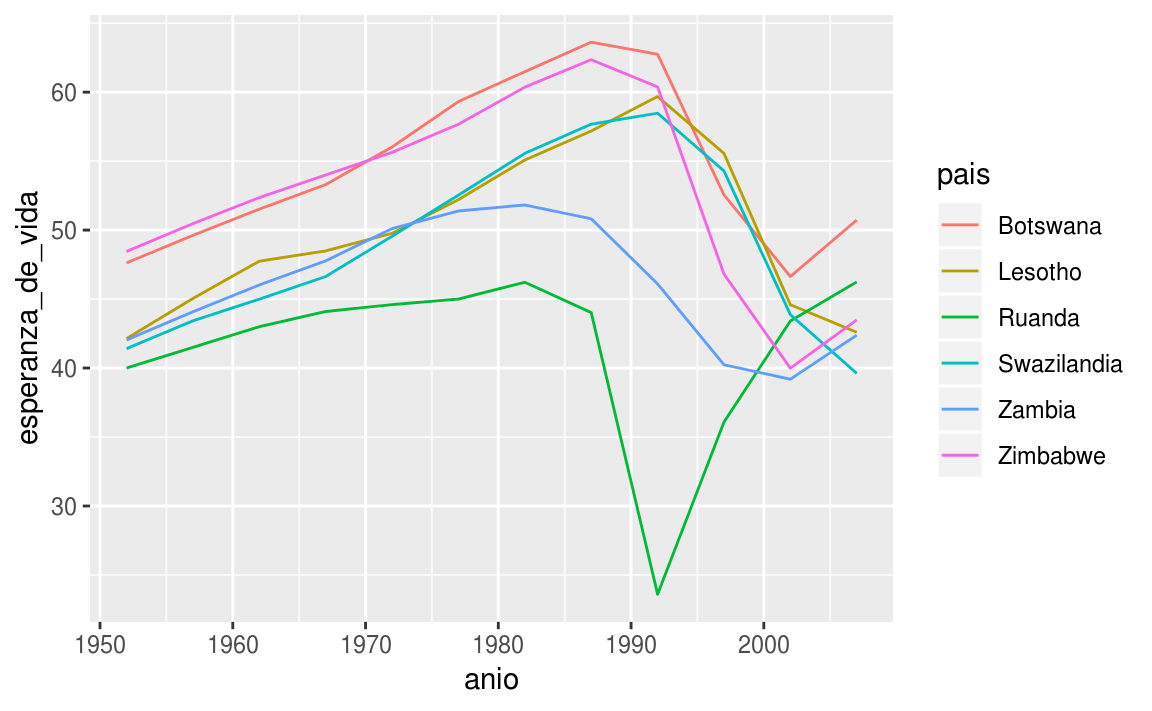 esperanza_de_vida
60
50
40
30
1950 1960 1970 1980 1990 2000
anio
pais
Botswana
Lesotho
Ruanda
Swazilandia
Zambia
Zimbabwe